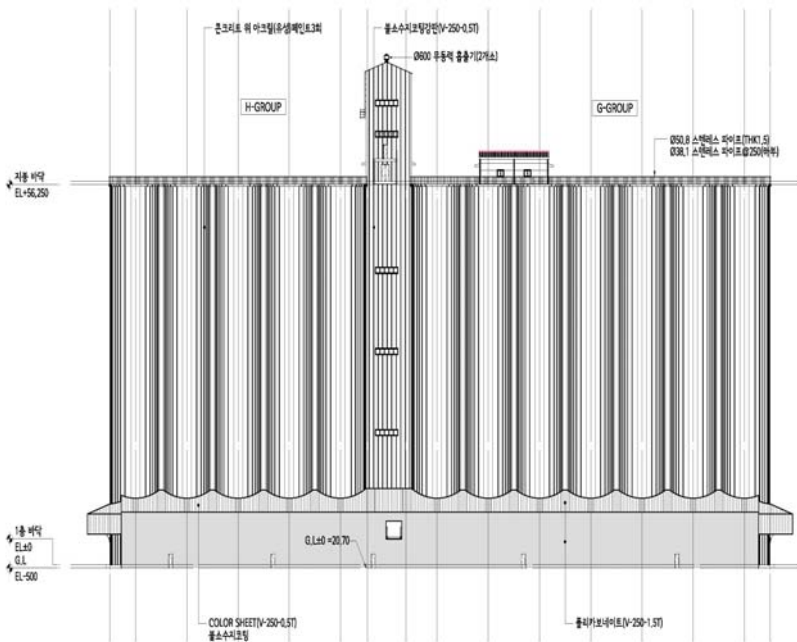 콘크리트 위 아크릴(유성)페인트3회
불소수지코팅강판(V-250-0.5T)
Ø600 무동력 흡출기(2개소)
H-GROUP
G-GROUP
Ø50.8 스텐레스 파이프(THK1.5)
Ø38.1 스텐레스 파이프@250(하부)
지붕 바닥
EL+56,250
1층 바닥
EL±0
G.L
EL-500
G.L±0 =20.70
COLOR SHEET(V-250-0.5T)
불소수지코팅
폴리카보네이트(V-250-1.5T)